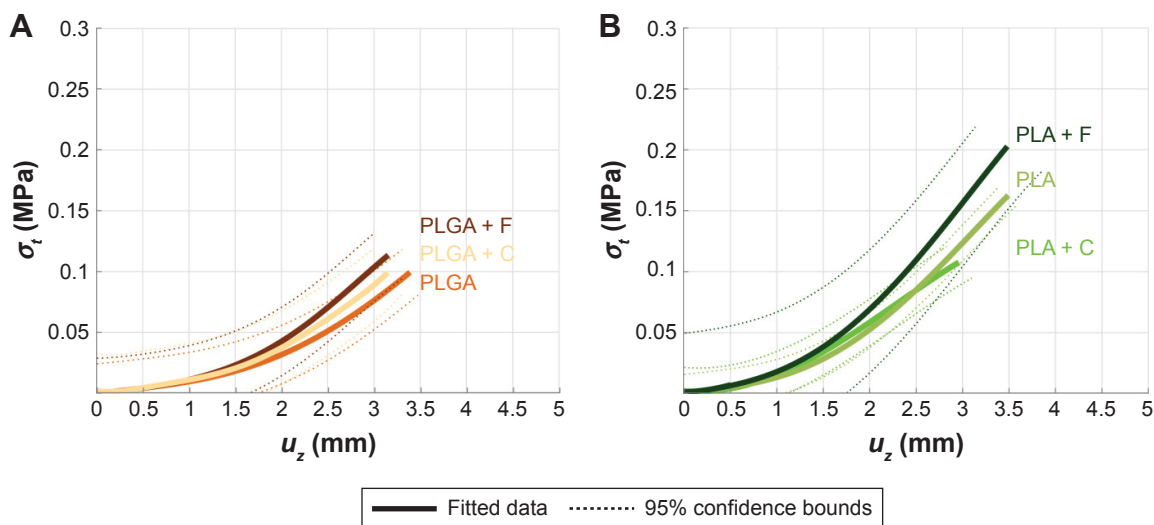 A
0.3
0.25
0.2
0.15
0.1
0.05
σt (MPa)
PLGA + F
PLGA + C
PLGA
0 0.5 1 1.5 2 2.5 3 3.5 4 4.5 5
uz (mm)
B
0.3
0.25
0.2
0.15
0.1
0.05
σt (MPa)
PLA + F
PLA
PLA + C
0 0.5 1 1.5 2 2.5 3 3.5 4 4.5 5
uz (mm)
Fitted data 95% confidence bounds